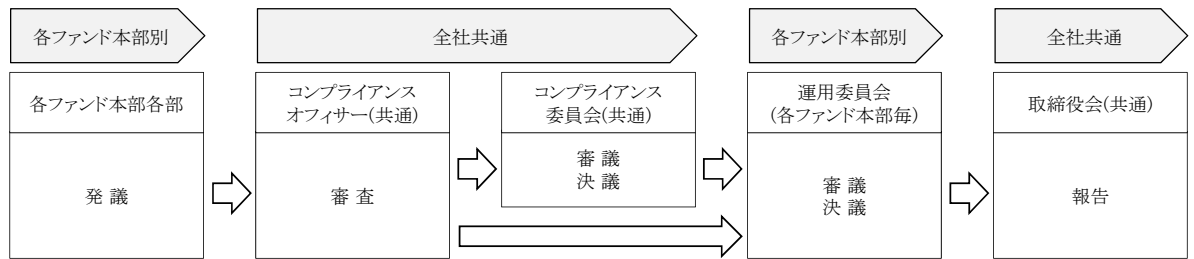 各ファンド本部別
全社共通
各ファンド本部別
全社共通
各ファンド本部各部
発 議
コンプライアンス
オフィサー(共通)
審 査
コンプライアンス
委員会(共通)
審 議
決 議
運用委員会
(各ファンド本部毎)
審 議
決 議
取締役会(共通)
報告